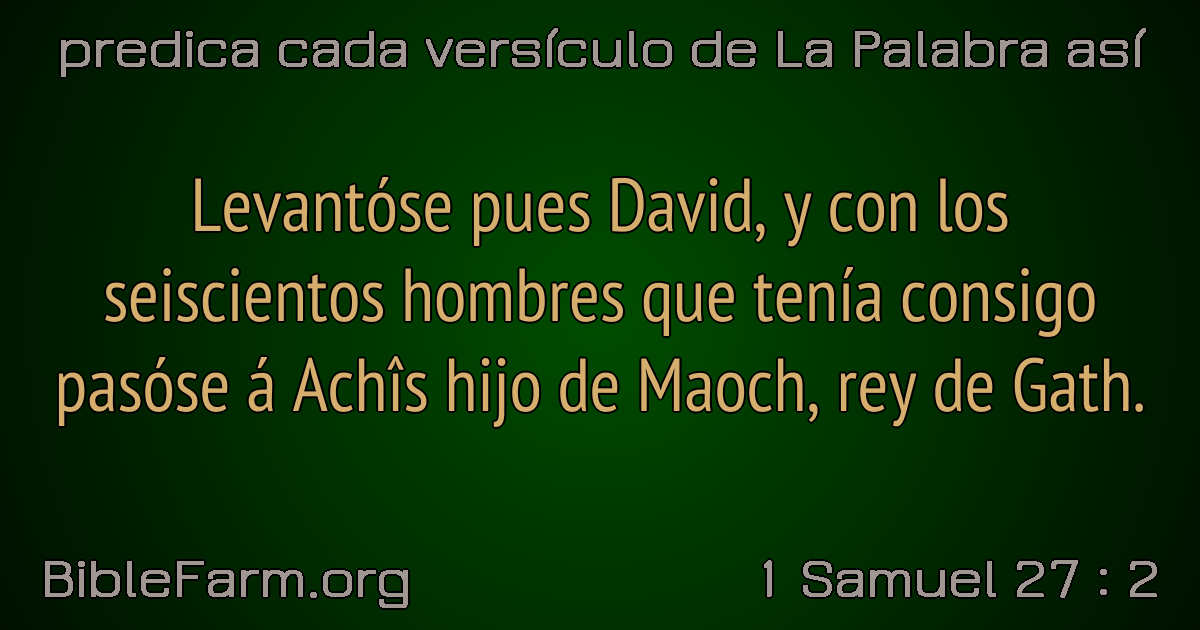 predica cada versículo de La Palabra así
Levantóse pues David, y con los
seiscientos hombres que tenía consigo
pasóse á Achîs hijo de Maoch, rey de Gath.
BibleFarm.org
1 Samuel 27 : 2